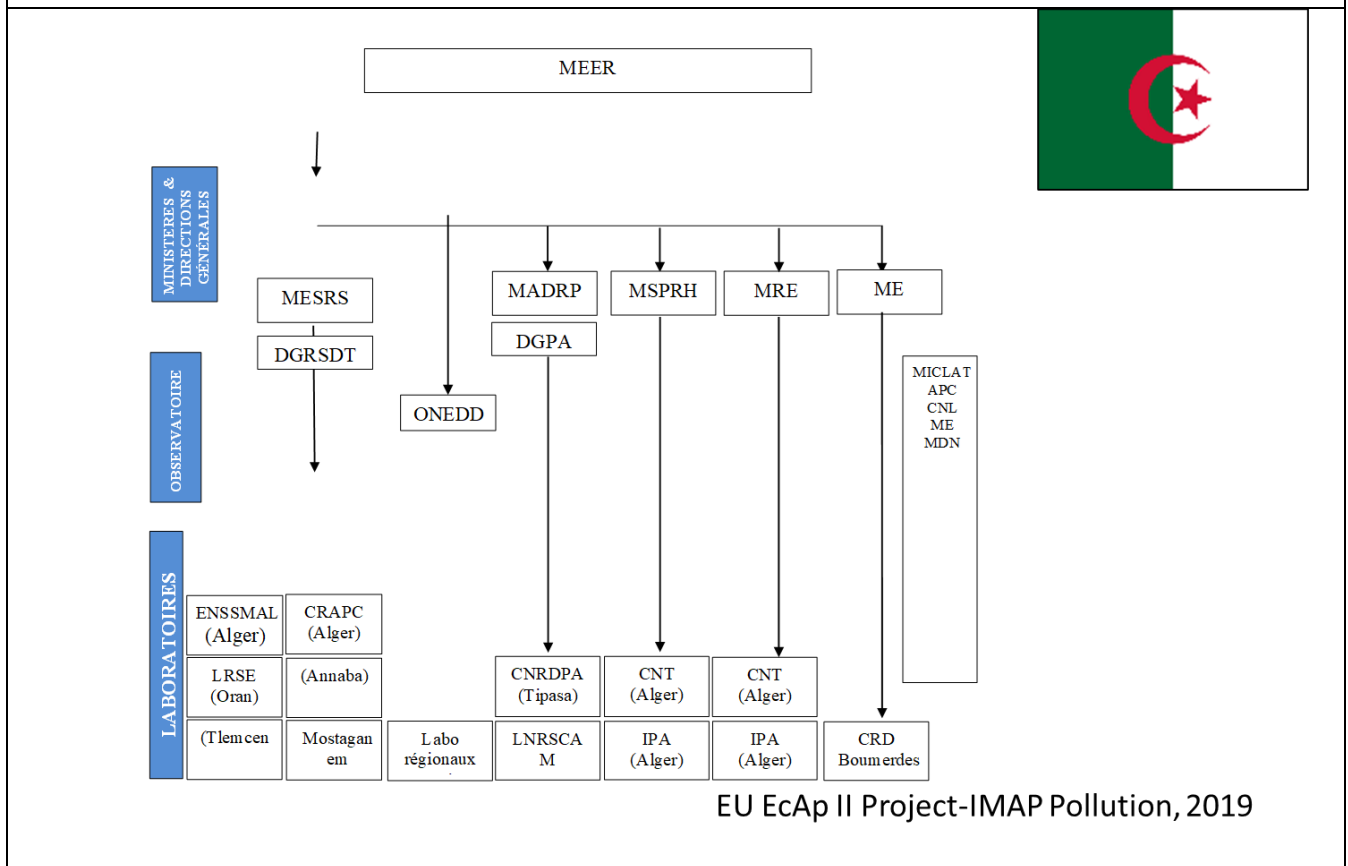 MEER
MINISTERES &
DIRECTIONS
GÉNÉRALES
MESRS
MADRP
MSPRH
MRE
ME
DGRSDT
DGPA
OBSERVATOIRE
ONEDD
MICLAT
APC
CNL
ME
MDN
LABORATOIRES
ENSSMAL
(Alger)
CRAPC
(Alger)
LRSE
(Oran)
(Annaba)
CNRDPA
(Tipasa)
CNT
(Alger)
CNT
(Alger)
(Tlemcen
Mostagan
em
Labo
régionaux
LNRSCA
M
IPA
(Alger)
IPA
(Alger)
CRD
Boumerdes
EU EcAp II Project-IMAP Pollution, 2019